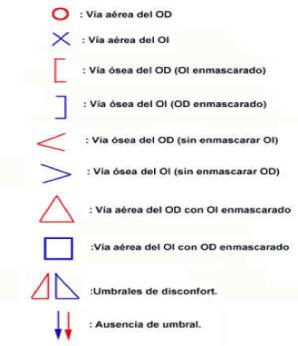 : Vía aérea del OD
: Vía aérea del OI
: Vía ósea del OD (OI enmascarado)
: Vía ósea del OI (OD enmascarado)
: Vía ósea del OD (sin enmascarar OI)
: Vía ósea del OI (sin enmascarar OD)
: Vía aérea del OD con OI enmascarado
:Vía aérea del OI con OD enmascarado
:Umbrales de disconfort.
: Ausencia de umbral.